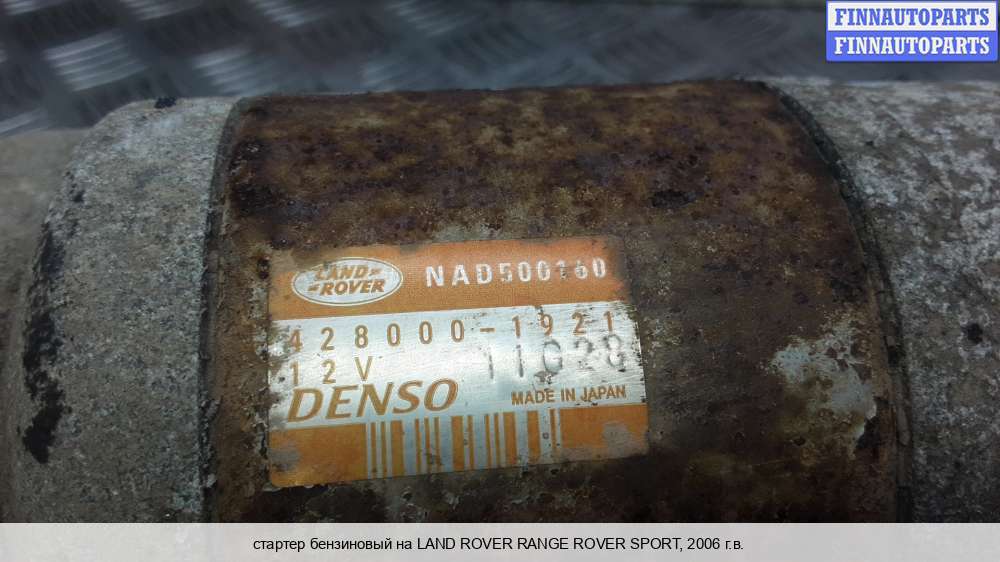 FINNAUTOPARTS
FINNAUTOPARTS
LAND
ROVER
NAD500160
428000-1921
12V
DENSO
MADE IN JAPAN
стартер бензиновый на LAND ROVER RANGE ROVER SPORT, 2006 г.в.